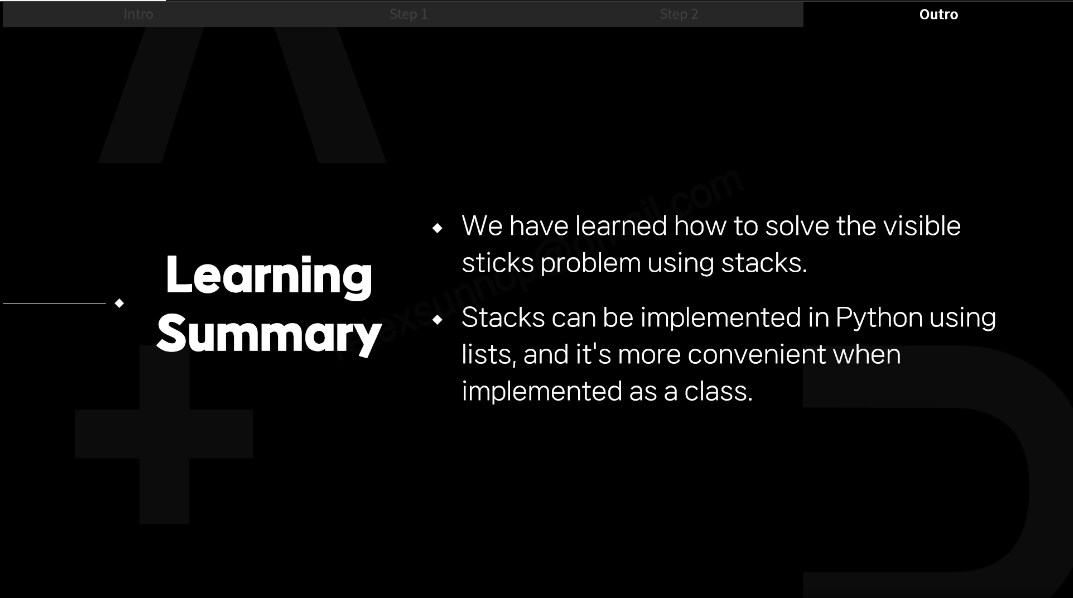 Intro
Step 1
Step 2
Outro
Learning
Summary
We have learned how to solve the visible
sticks problem using stacks.
Stacks can be implemented in Python using
lists, and it's more convenient when
implemented as a class.